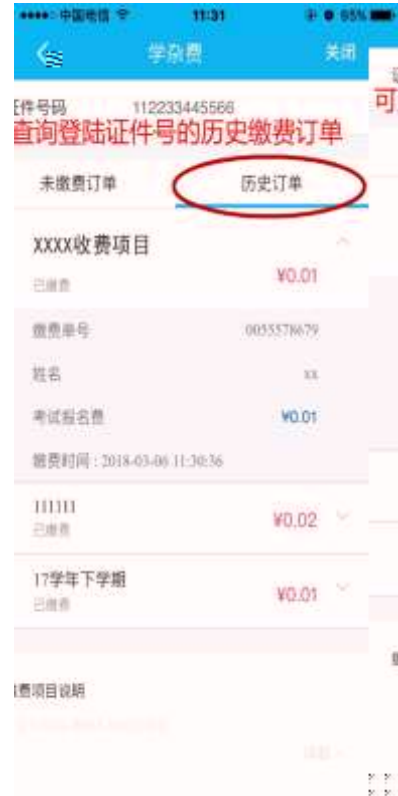 中国电信 11:31 65%
学杂费 关闭
证件号码 112233445566
查询登陆证件号的历史缴费订单
可
未缴费订单 历史订单
XXXX收费项目
已缴费 ¥0.01
缴费单号 0055578679
姓名 xx
考试报名费 ¥0.01
缴费时间 : 2018-03-06 11:30:36
111111
已缴费 ¥0.02
17学年下学期
已缴费 ¥0.01
费项目说明